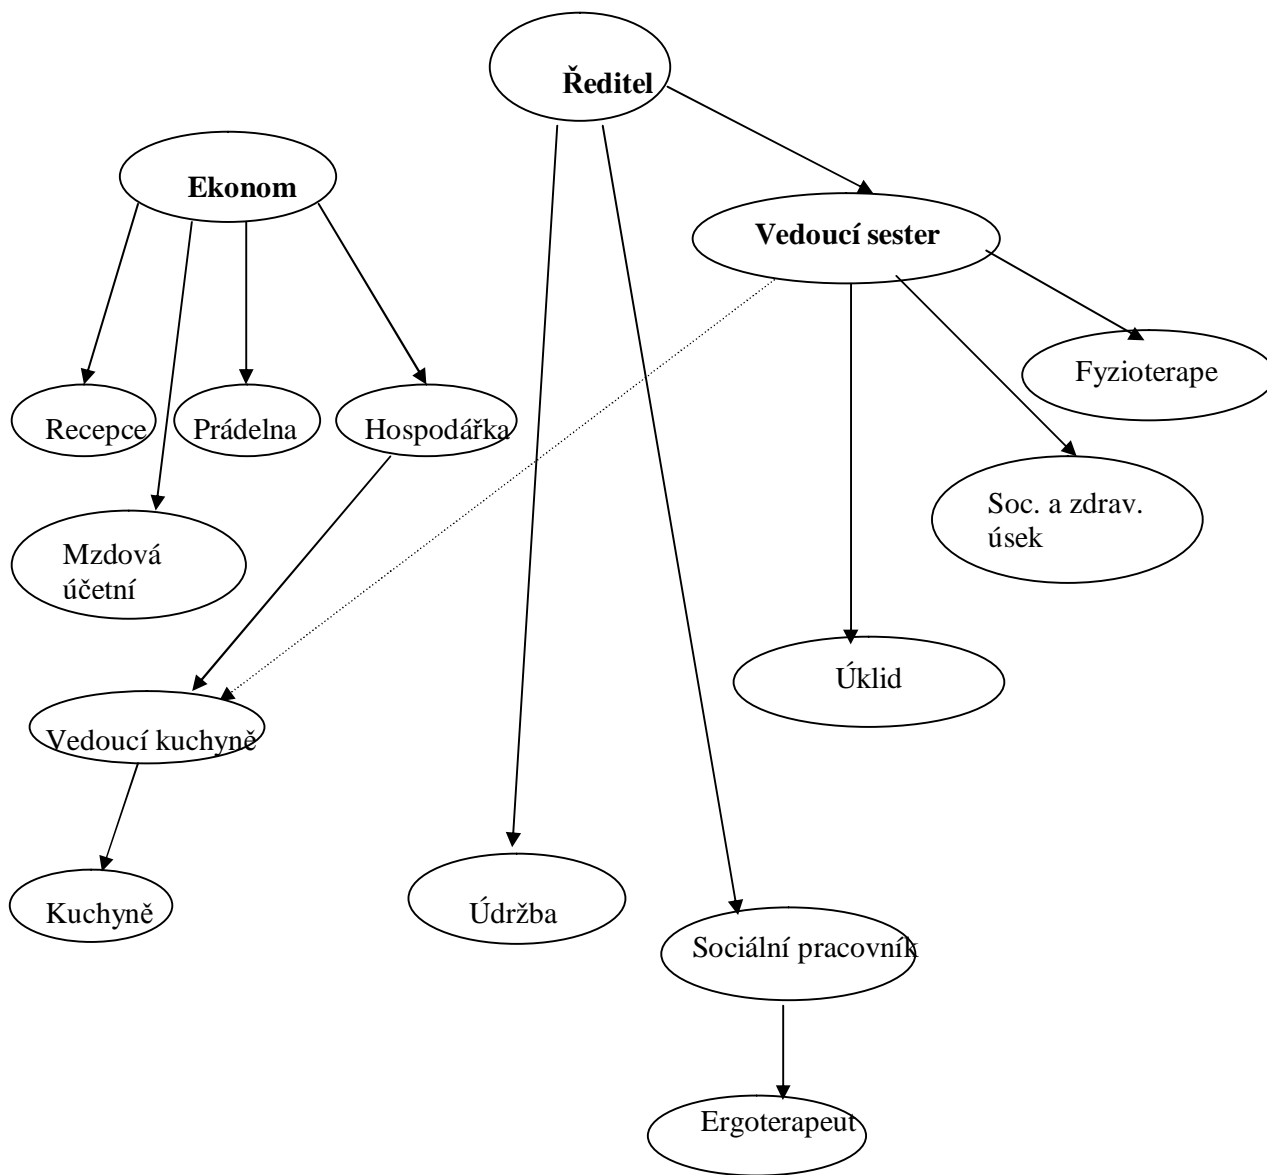 Ředitel
Ekonom
Vedoucí sester
Fyzioterape
Recepce
Prádelna
Hospodářka
Soc. a zdrav.
úsek
Mzdová
účetní
Úklid
Vedoucí kuchyně
Kuchyně
Údržba
Sociální pracovník
Ergoterapeut